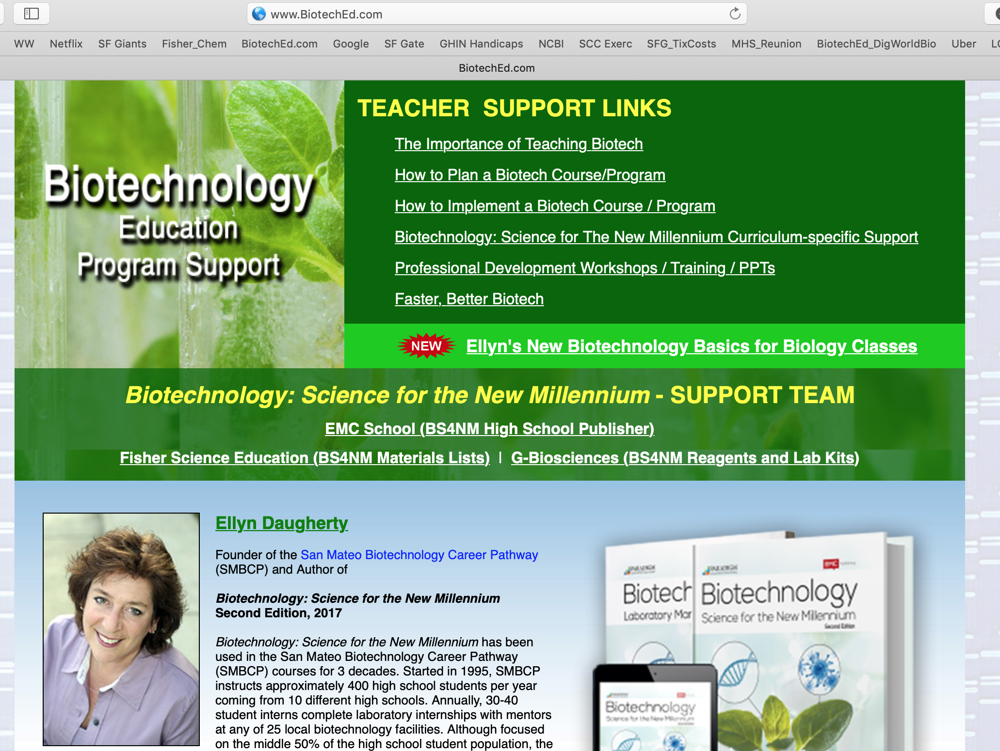 www.BiotechEd.com
WW Netflix SF Giants Fisher_Chem BiotechEd.com Google SF Gate GHIN Handicaps NCBI SCC Exerc SFG_TixCosts MHS_Reunion BiotechEd_DigWorldBio Uber
BiotechEd.com
Biotechnology
Education
Program Support
TEACHER SUPPORT LINKS
The Importance of Teaching Biotech
How to Plan a Biotech Course/Program
How to Implement a Biotech Course / Program
Biotechnology: Science for The New Millennium Curriculum-specific Support
Professional Development Workshops / Training / PPTs
Faster, Better Biotech
NEW Ellyn's New Biotechnology Basics for Biology Classes
Biotechnology: Science for the New Millennium - SUPPORT TEAM
EMC School (BS4NM High School Publisher)
Fisher Science Education (BS4NM Materials Lists) | G-Biosciences (BS4NM Reagents and Lab Kits)
Ellyn Daugherty
Founder of the San Mateo Biotechnology Career Pathway
(SMBCP) and Author of
Biotechnology: Science for the New Millennium
Second Edition, 2017
Biotechnology: Science for the New Millennium has been
used in the San Mateo Biotechnology Career Pathway
(SMBCP) courses for 3 decades. Started in 1995, SMBCP
instructs approximately 400 high school students per year
coming from 10 different high schools. Annually, 30-40
student interns complete laboratory internships with mentors
at any of 25 local biotechnology facilities. Although focused
on the middle 50% of the high school student population, the
Biotech
Laboratory Mar
EMC
Biotechnology
Science for the New Millennium
Second Edition
Biotechnology
Science for the New Millennium